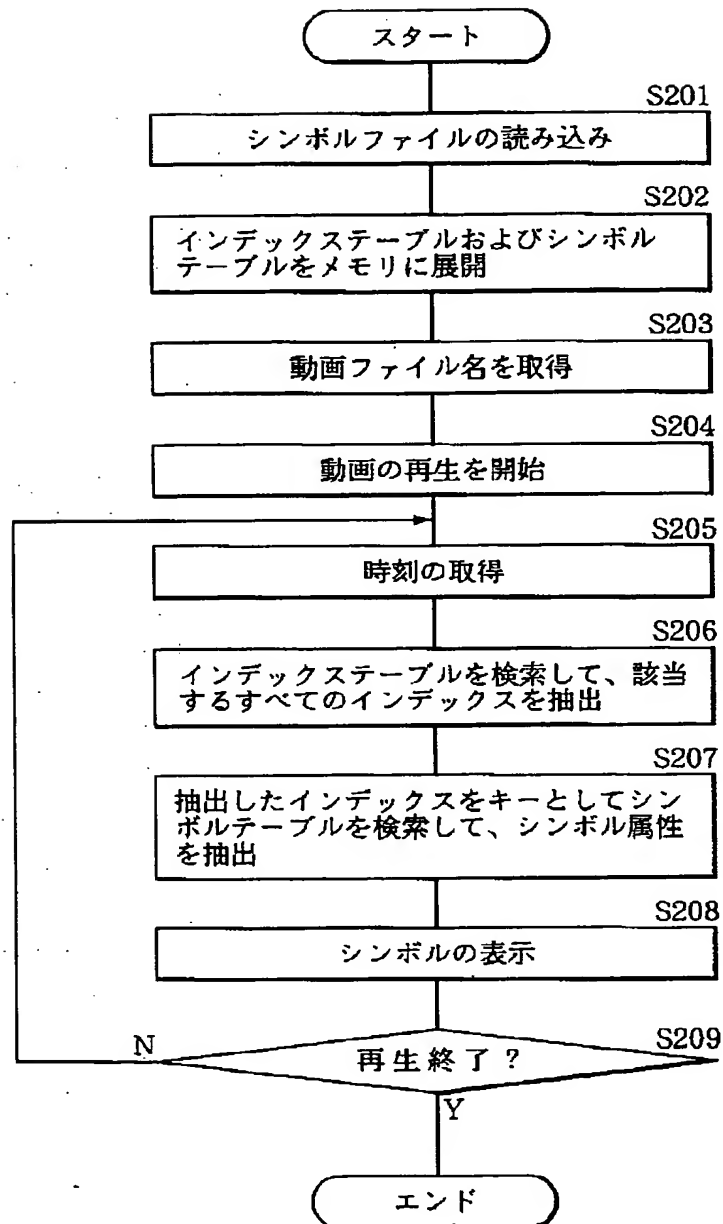 スタート
S201
シンボルファイルの読み込み
S202
インデックステーブルおよびシンボル
テーブルをメモリに展開
S203
動画ファイル名を取得
S204
動画の再生を開始
S205
時刻の取得
S206
インデックステーブルを検索して、該当
するすべてのインデックスを抽出
S207
抽出したインデックスをキーとしてシン
ボルテーブルを検索して、シンボル属性
を抽出
S208
シンボルの表示
S209
N
再生終了?
Y
エンド